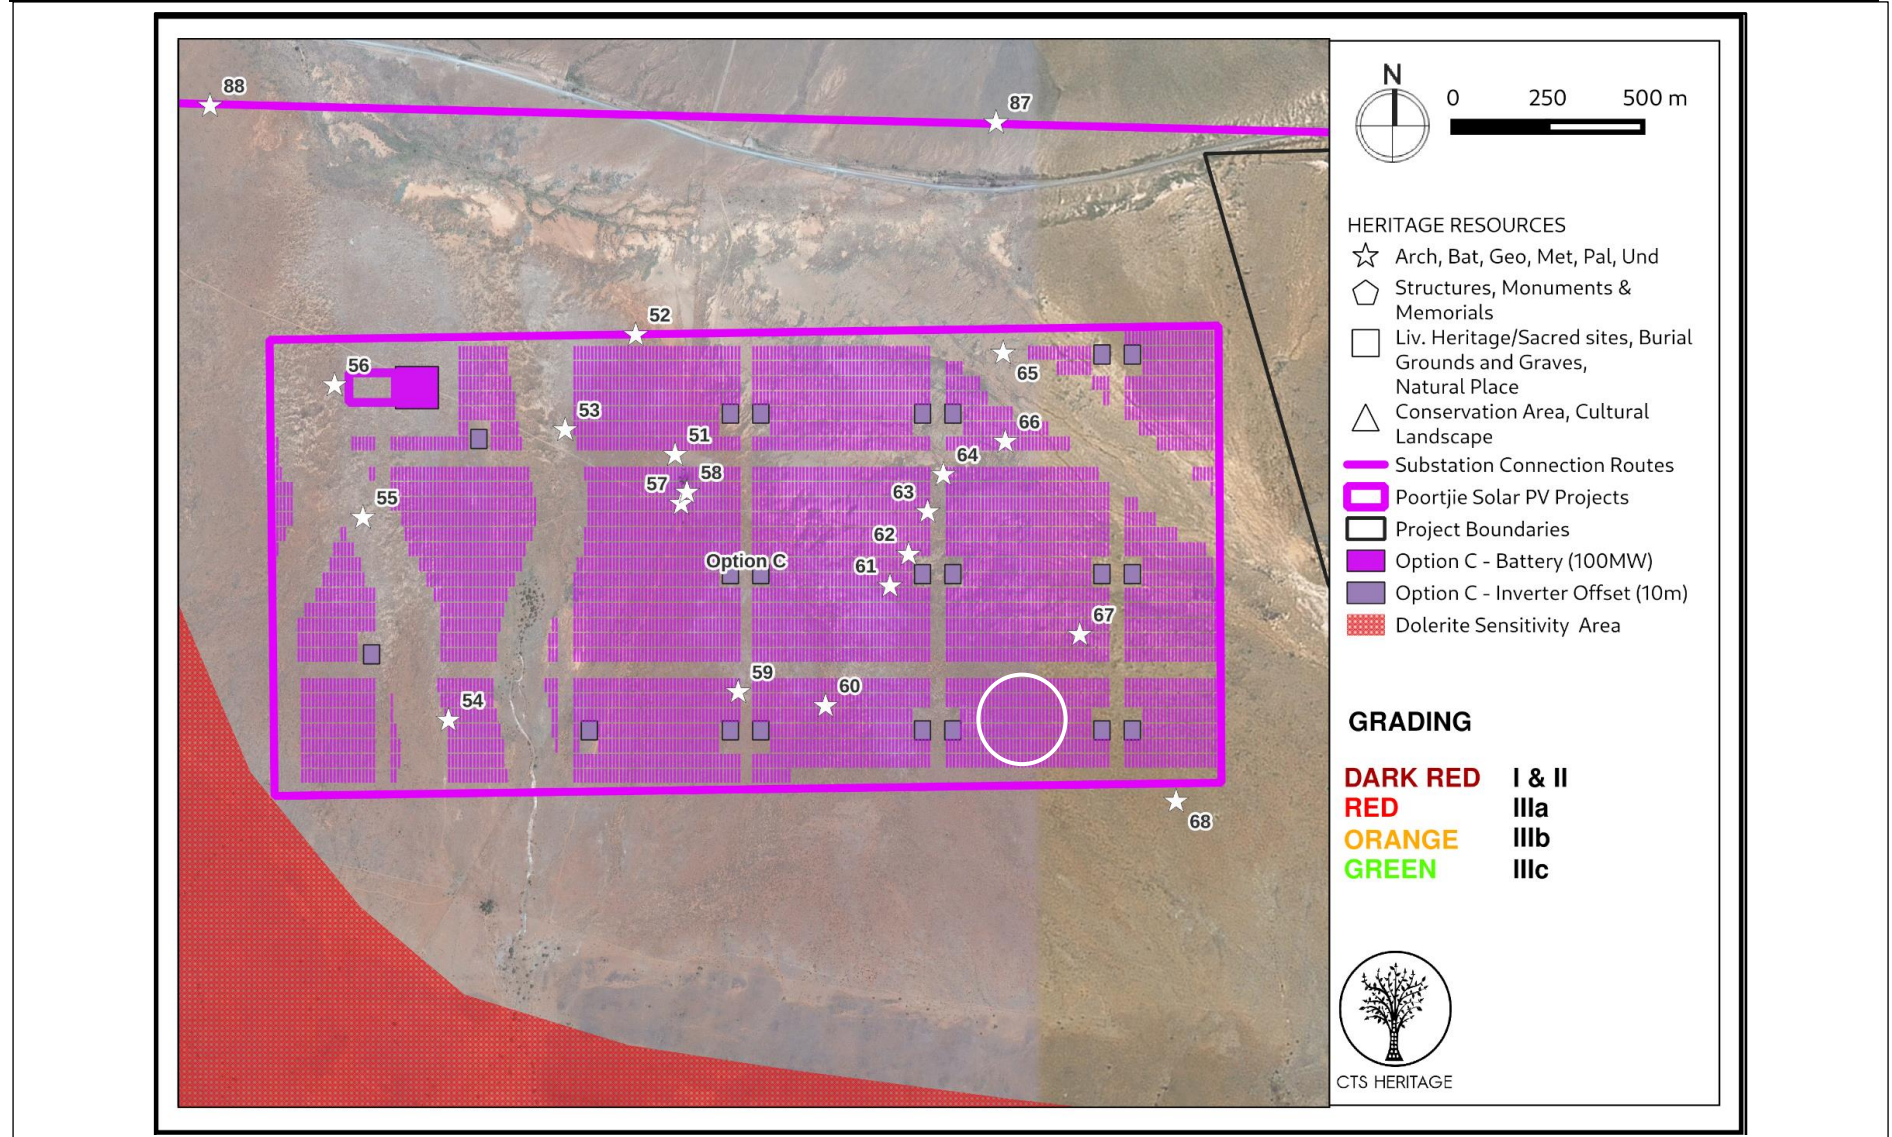 88
87
52
56
65
53
66
51
64
58
57
63
55
62
Option C
61
67
59
60
54
68
N
0 250 500 m
HERITAGE RESOURCES
Arch, Bat, Geo, Met, Pal, Und
Structures, Monuments &
Memorials
Liv. Heritage/Sacred sites, Burial
Grounds and Graves,
Natural Place
Conservation Area, Cultural
Landscape
Substation Connection Routes
Poortjie Solar PV Projects
Project Boundaries
Option C - Battery (100MW)
Option C - Inverter Offset (10m)
Dolerite Sensitivity Area
GRADING
DARK RED I & II
RED IIIa
ORANGE IIIb
GREEN IIIc
CTS HERITAGE